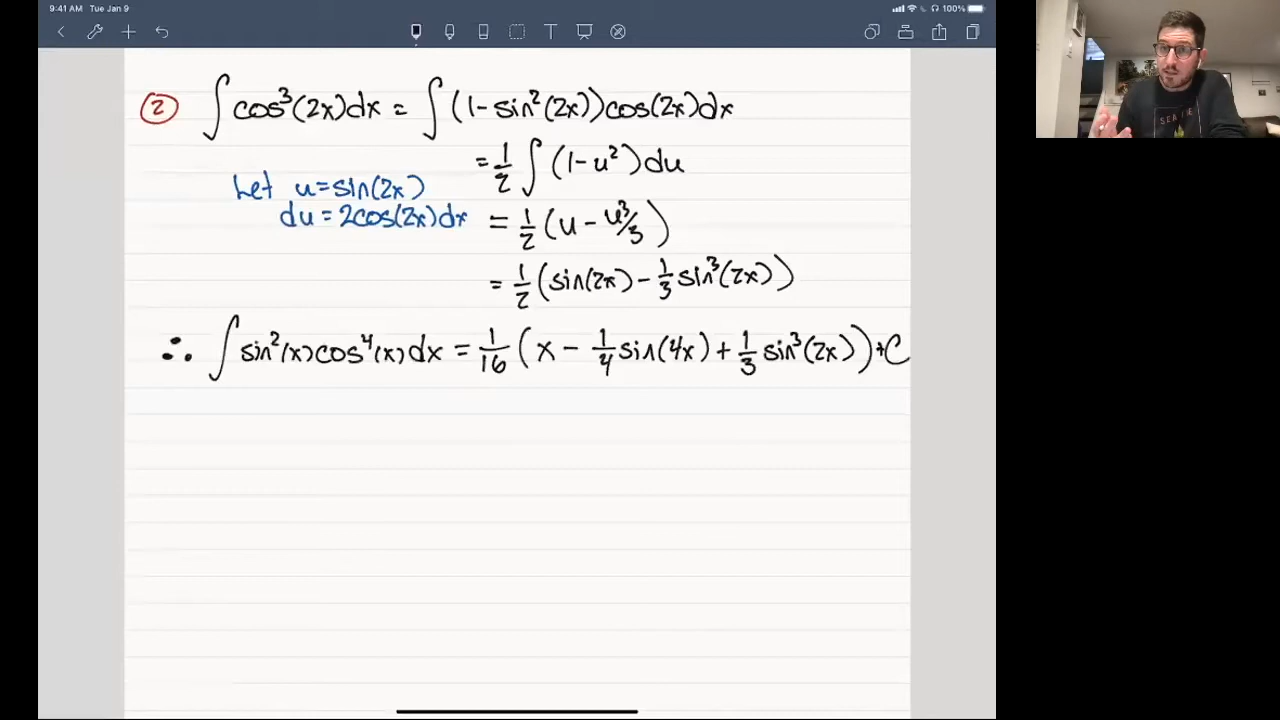 9:41 AM Tue Jan 9
100%
② ∫ cos³(2x)dx = ∫ (1-sin²(2x))cos(2x)dx
= 1/2 ∫ (1-u²)du
Let u=sin(2x)
du = 2cos(2x)dx
= 1/2 (u - u³/3)
= 1/2 (sin(2x) - 1/3 sin³(2x))
∴ ∫ sin²(x)cos⁴(x)dx = 1/16 (x - 1/4 sin(4x) + 1/3 sin³(2x)) + C